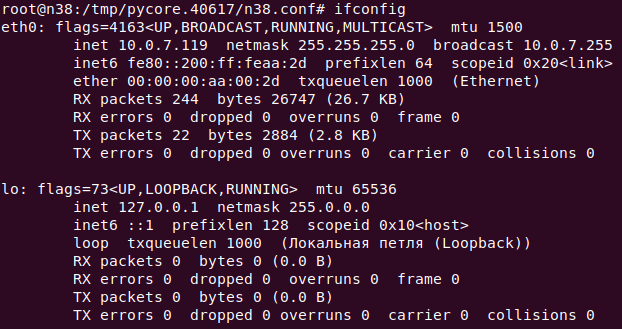 root@n38:/tmp/pycore.40617/n38.conf# ifconfig
eth0: flags=4163<UP,BROADCAST,RUNNING,MULTICAST>  mtu 1500
        inet 10.0.7.119  netmask 255.255.255.0  broadcast 10.0.7.255
        inet6 fe80::200:ff:feaa:2d  prefixlen 64  scopeid 0x20<link>
        ether 00:00:00:aa:00:2d  txqueuelen 1000  (Ethernet)
        RX packets 244  bytes 26747 (26.7 KB)
        RX errors 0  dropped 0  overruns 0  frame 0
        TX packets 22  bytes 2884 (2.8 KB)
        TX errors 0  dropped 0 overruns 0  carrier 0  collisions 0

lo: flags=73<UP,LOOPBACK,RUNNING>  mtu 65536
        inet 127.0.0.1  netmask 255.0.0.0
        inet6 ::1  prefixlen 128  scopeid 0x10<host>
        loop  txqueuelen 1000  (Локальная петля (Loopback))
        RX packets 0  bytes 0 (0.0 B)
        RX errors 0  dropped 0  overruns 0  frame 0
        TX packets 0  bytes 0 (0.0 B)
        TX errors 0  dropped 0 overruns 0  carrier 0  collisions 0